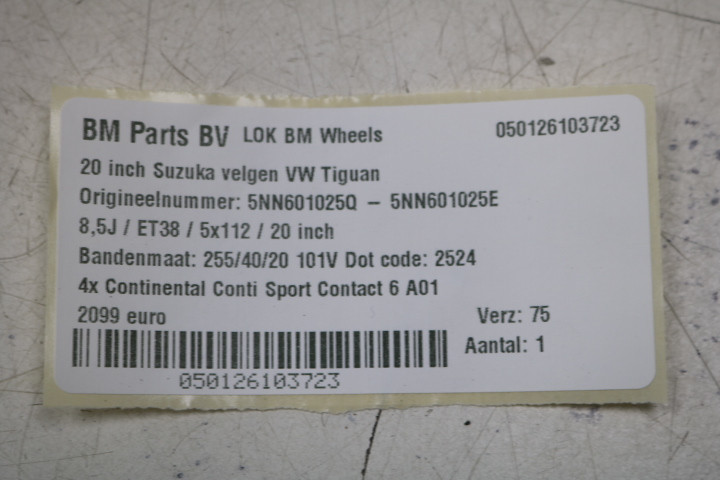 BM Parts BV LOK BM Wheels 050126103723
20 inch Suzuka velgen VW Tiguan
Origineelnummer: 5NN601025Q – 5NN601025E
8,5J / ET38 / 5x112 / 20 inch
Bandenmaat: 255/40/20 101V Dot code: 2524
4x Continental Conti Sport Contact 6 A01
2099 euro Verz: 75
Aantal: 1
050126103723